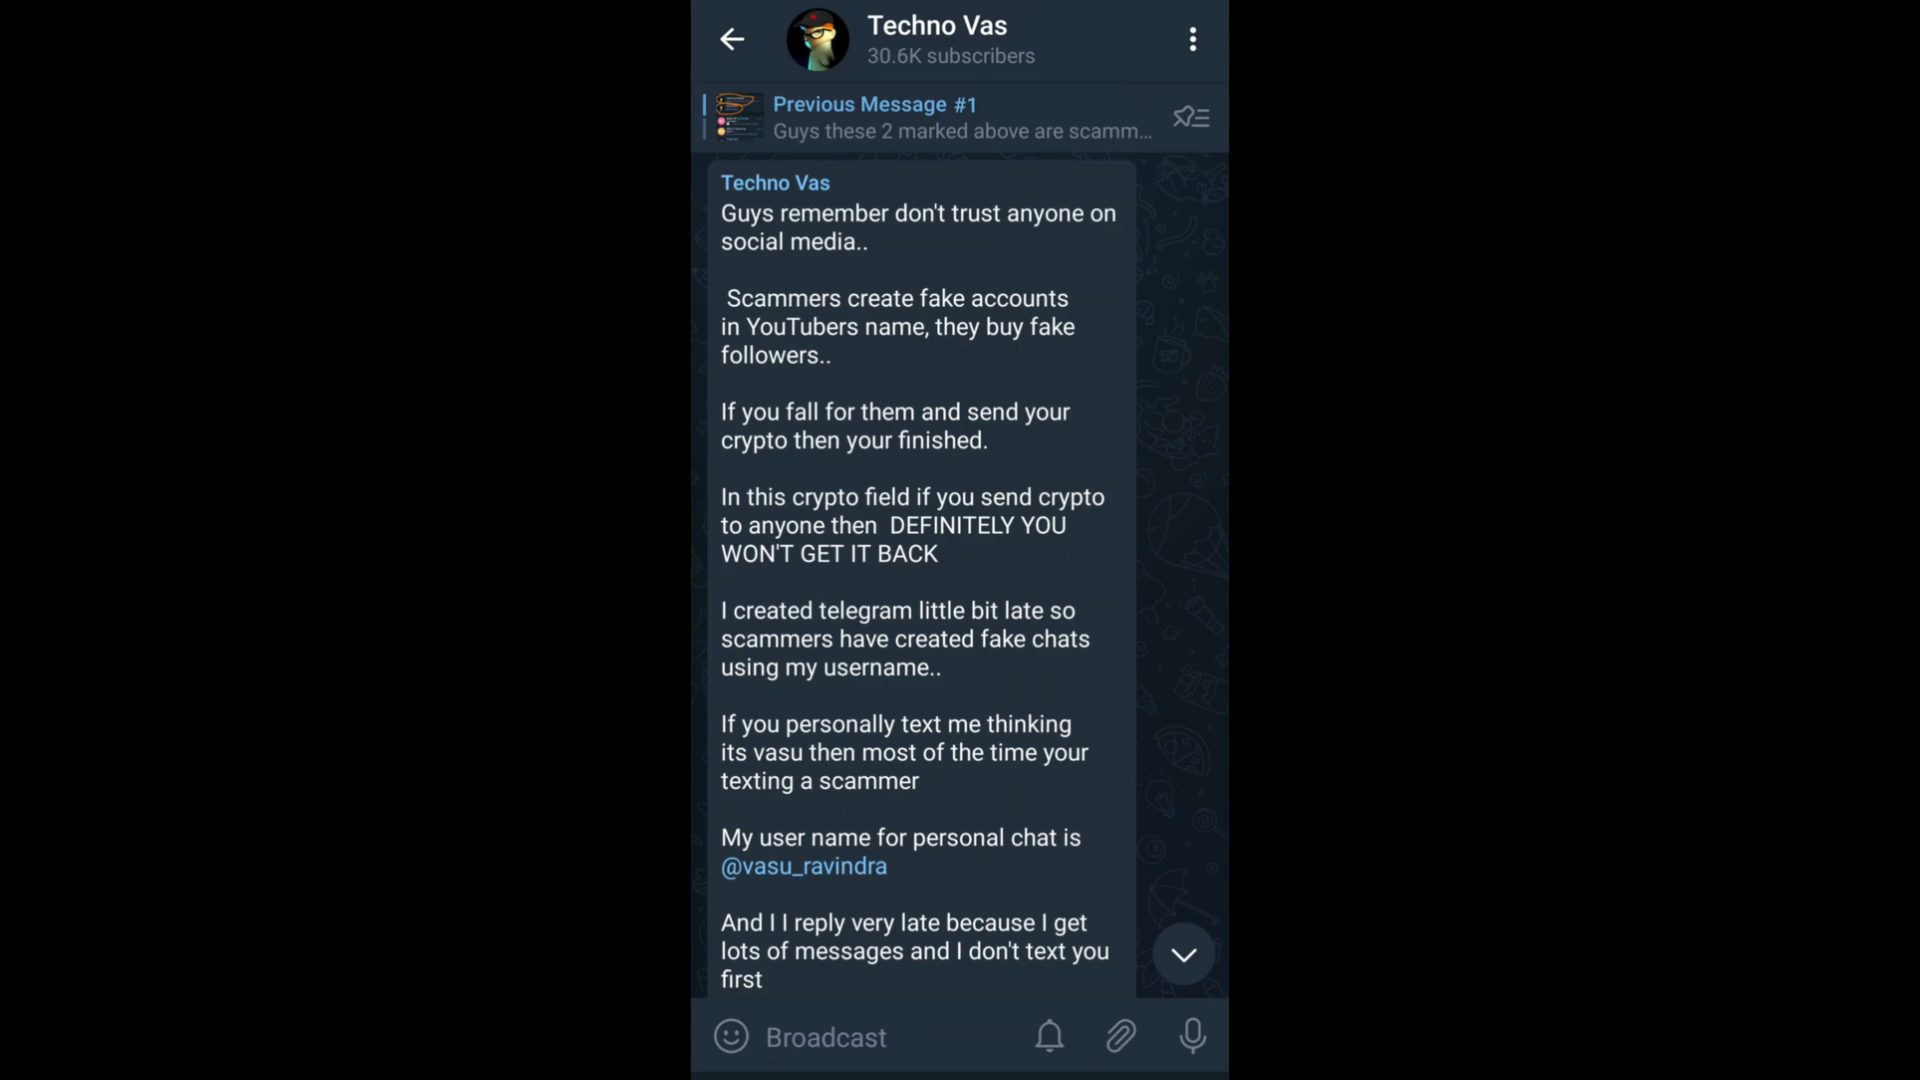 Techno Vas
30.6K subscribers
Previous Message #1
Guys these 2 marked above are scamm...
Techno Vas
Guys remember don't trust anyone on
social media..
Scammers create fake accounts
in YouTubers name, they buy fake
followers..
If you fall for them and send your
crypto then your finished.
In this crypto field if you send crypto
to anyone then  DEFINITELY YOU
WON'T GET IT BACK
I created telegram little bit late so
scammers have created fake chats
using my username..
If you personally text me thinking
its vasu then most of the time your
texting a scammer
My user name for personal chat is
@vasu_ravindra
And I I reply very late because I get
lots of messages and I don't text you
first
Broadcast